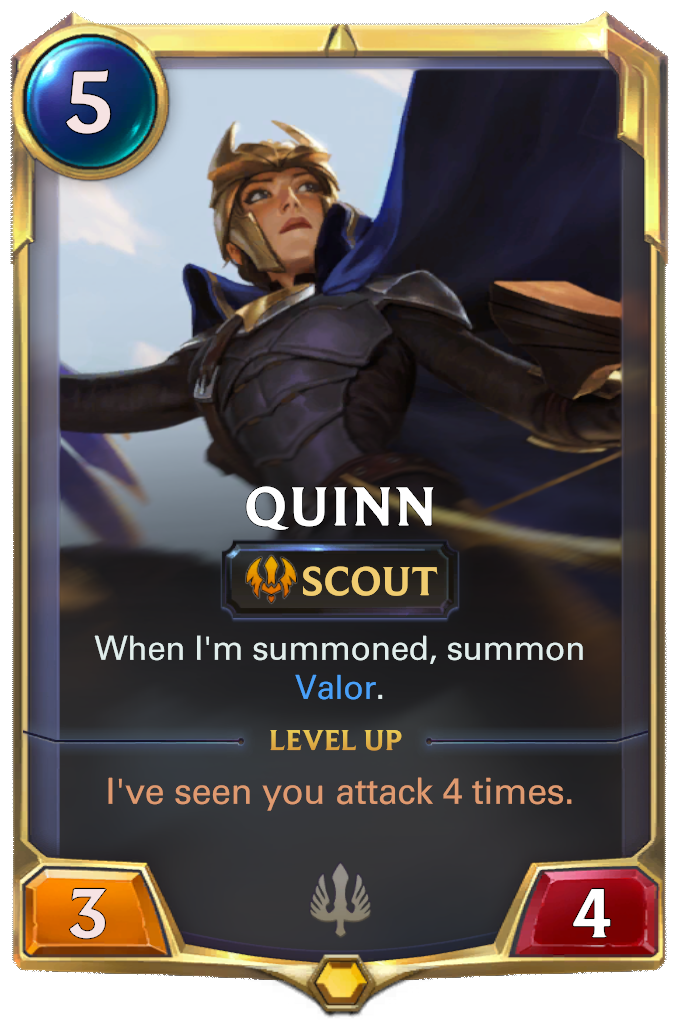 5
QUINN
SCOUT
When I'm summoned, summon
Valor.
LEVEL UP
I've seen you attack 4 times.
3
4